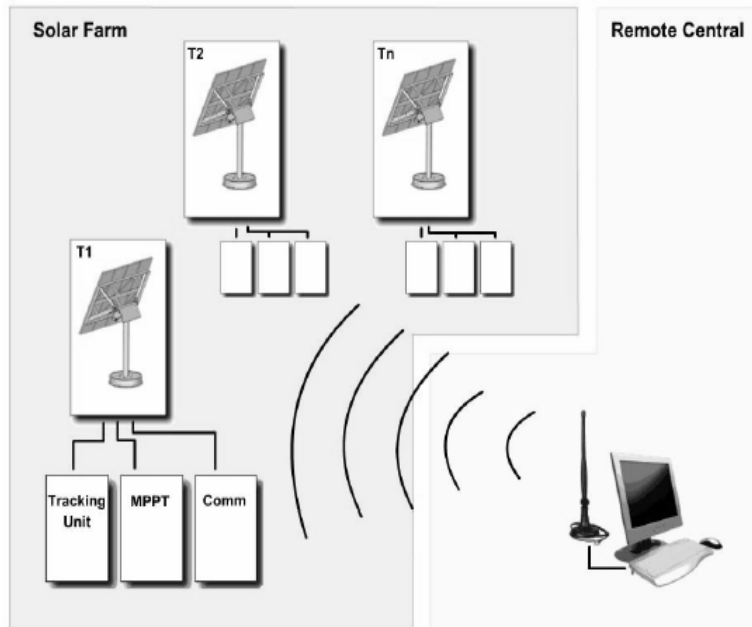 Solar Farm
Remote Central
T2
Tn
T1
Tracking
Unit
MPPT
Comm